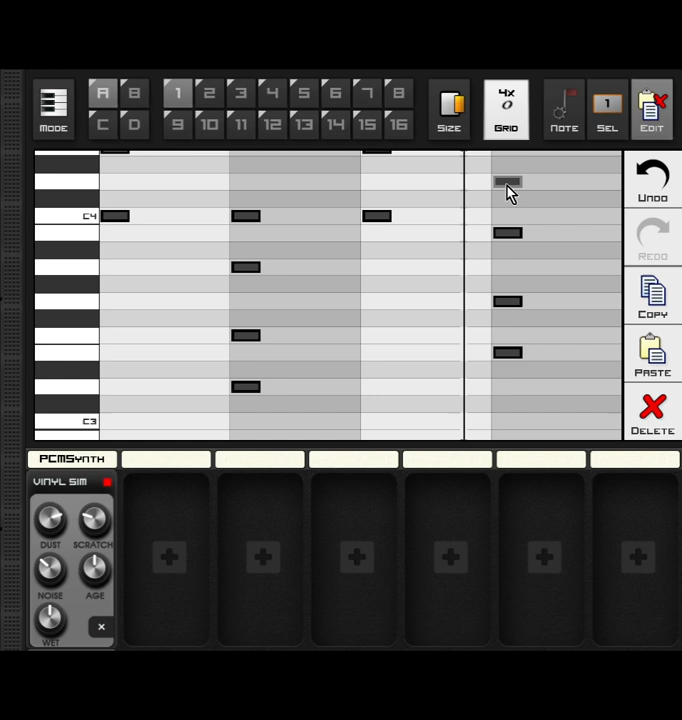 A B 1 2 3 4 5 6 7 8
4x
1
MODE C D 9 10 11 12 13 14 15 16 SIZE GRID NOTE SEL EDIT
UNDO
C4
REDO
COPY
PASTE
C3
DELETE
PCMSYNTH
VINYL SIM
DUST SCRATCH
NOISE AGE
WET